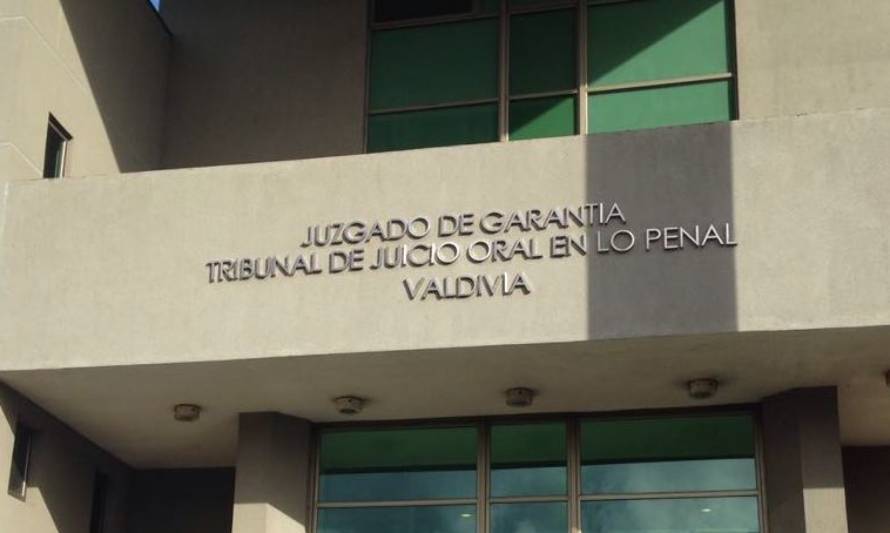 JUZGADO DE GARANTIA
TRIBUNAL DE JUICIO ORAL EN LO PENAL
VALDIVIA